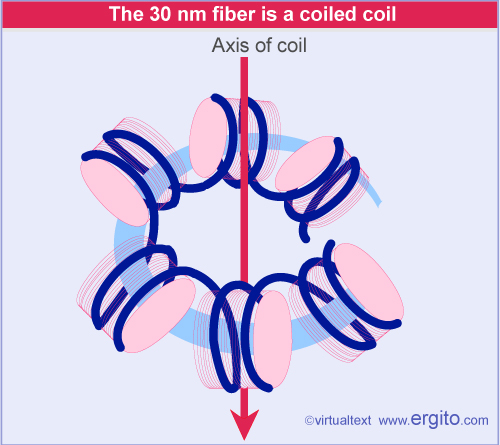 The 30 nm fiber is a coiled coil
Axis of coil
©virtualtext www.ergito.com